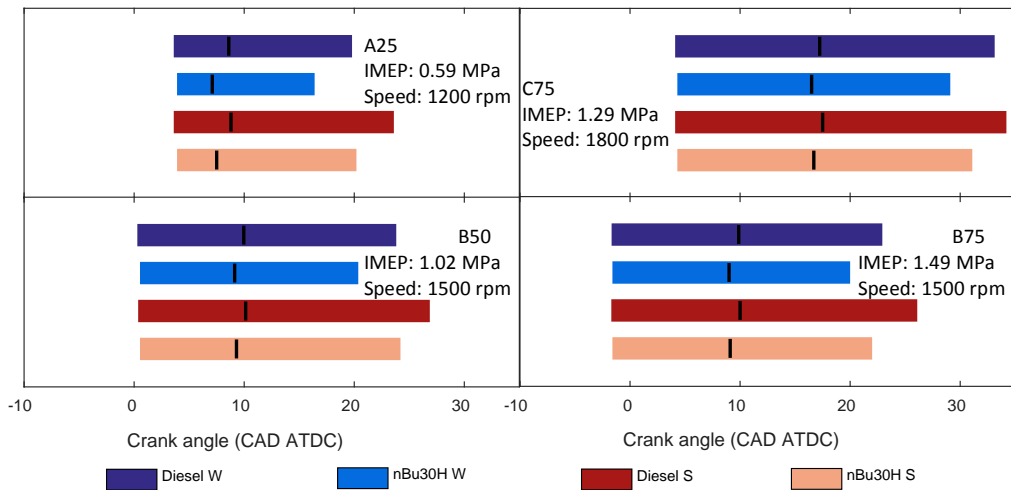 A25
IMEP: 0.59 MPa
Speed: 1200 rpm
C75
IMEP: 1.29 MPa
Speed: 1800 rpm
B50
IMEP: 1.02 MPa
Speed: 1500 rpm
B75
IMEP: 1.49 MPa
Speed: 1500 rpm
-10 0 10 20 30 -10 0 10 20 30
Crank angle (CAD ATDC) Crank angle (CAD ATDC)
Diesel W nBu30H W Diesel S nBu30H S